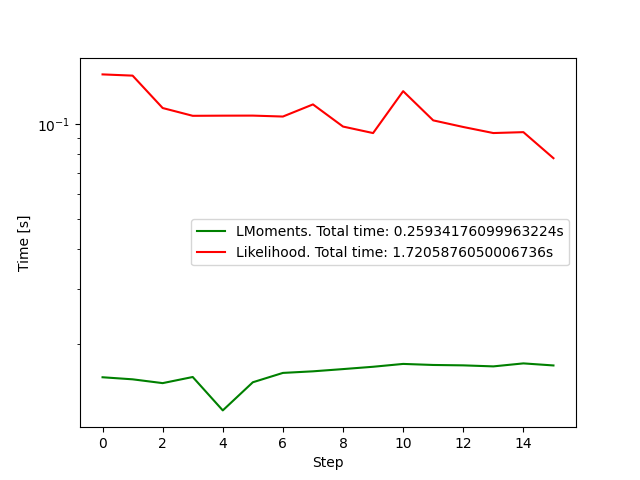 10⁻¹
Time [s]
LMoments. Total time: 0.25934176099963224s
Likelihood. Total time: 1.7205876050006736s
0 2 4 6 8 10 12 14
Step